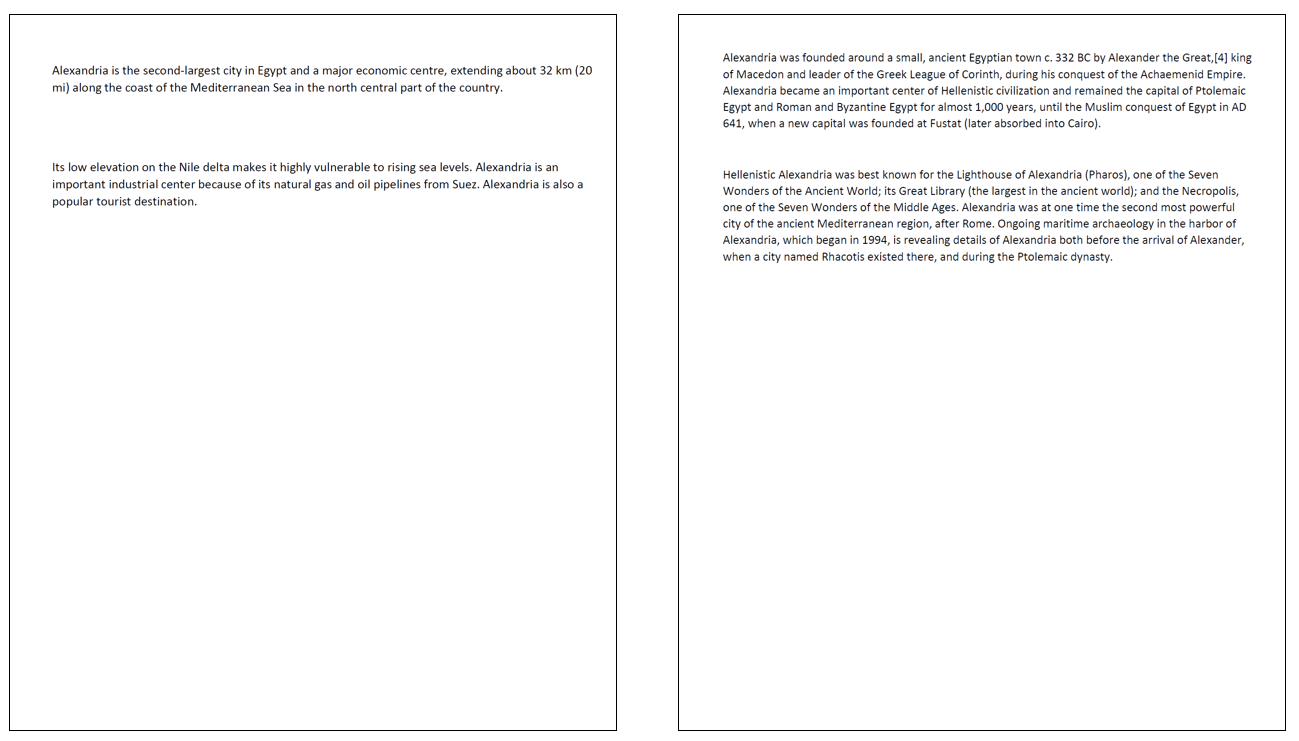 Alexandria is the second-largest city in Egypt and a major economic centre, extending about 32 km (20
mi) along the coast of the Mediterranean Sea in the north central part of the country.
Its low elevation on the Nile delta makes it highly vulnerable to rising sea levels. Alexandria is an
important industrial center because of its natural gas and oil pipelines from Suez. Alexandria is also a
popular tourist destination.
Alexandria was founded around a small, ancient Egyptian town c. 332 BC by Alexander the Great,[4] king
of Macedon and leader of the Greek League of Corinth, during his conquest of the Achaemenid Empire.
Alexandria became an important center of Hellenistic civilization and remained the capital of Ptolemaic
Egypt and Roman and Byzantine Egypt for almost 1,000 years, until the Muslim conquest of Egypt in AD
641, when a new capital was founded at Fustat (later absorbed into Cairo).
Hellenistic Alexandria was best known for the Lighthouse of Alexandria (Pharos), one of the Seven
Wonders of the Ancient World; its Great Library (the largest in the ancient world); and the Necropolis,
one of the Seven Wonders of the Middle Ages. Alexandria was at one time the second most powerful
city of the ancient Mediterranean region, after Rome. Ongoing maritime archaeology in the harbor of
Alexandria, which began in 1994, is revealing details of Alexandria both before the arrival of Alexander,
when a city named Rhacotis existed there, and during the Ptolemaic dynasty.